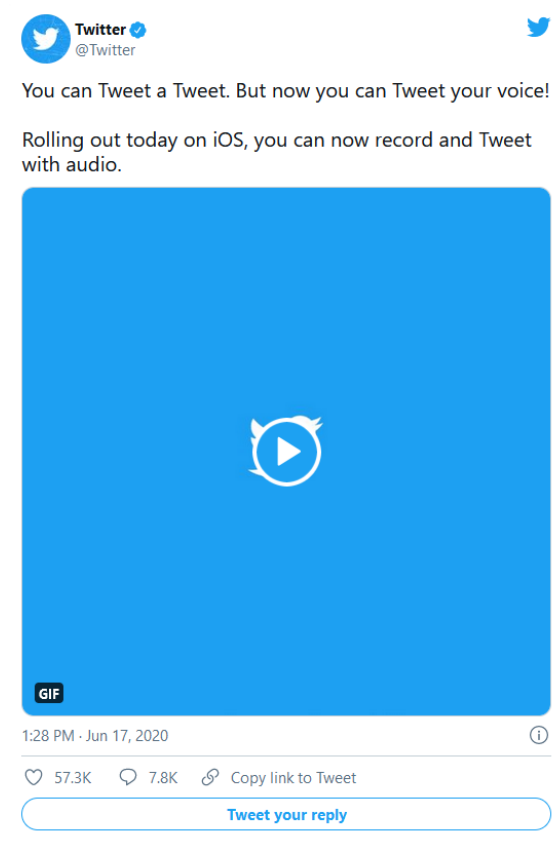 Twitter
@Twitter
You can Tweet a Tweet. But now you can Tweet your voice!
Rolling out today on iOS, you can now record and Tweet
with audio.
GIF
1:28 PM · Jun 17, 2020
57.3K 7.8K Copy link to Tweet
Tweet your reply